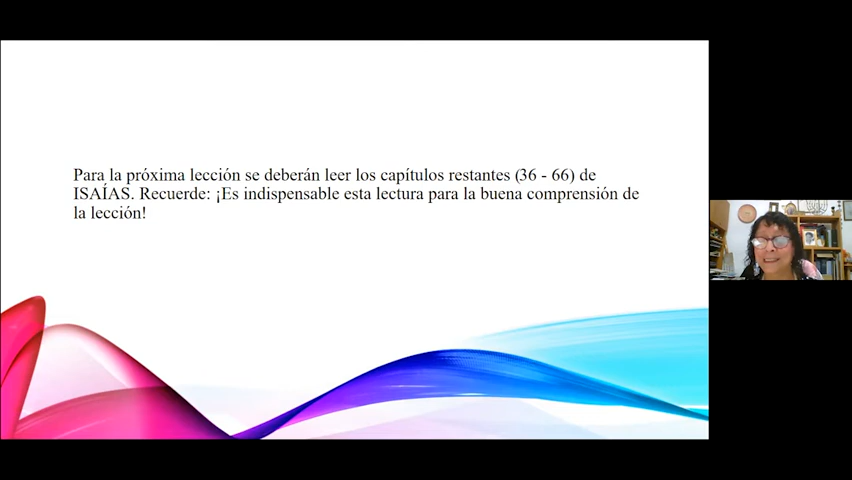 Para la próxima lección se deberán leer los capítulos restantes (36 - 66) de
ISAÍAS. Recuerde: ¡Es indispensable esta lectura para la buena comprensión de
la lección!